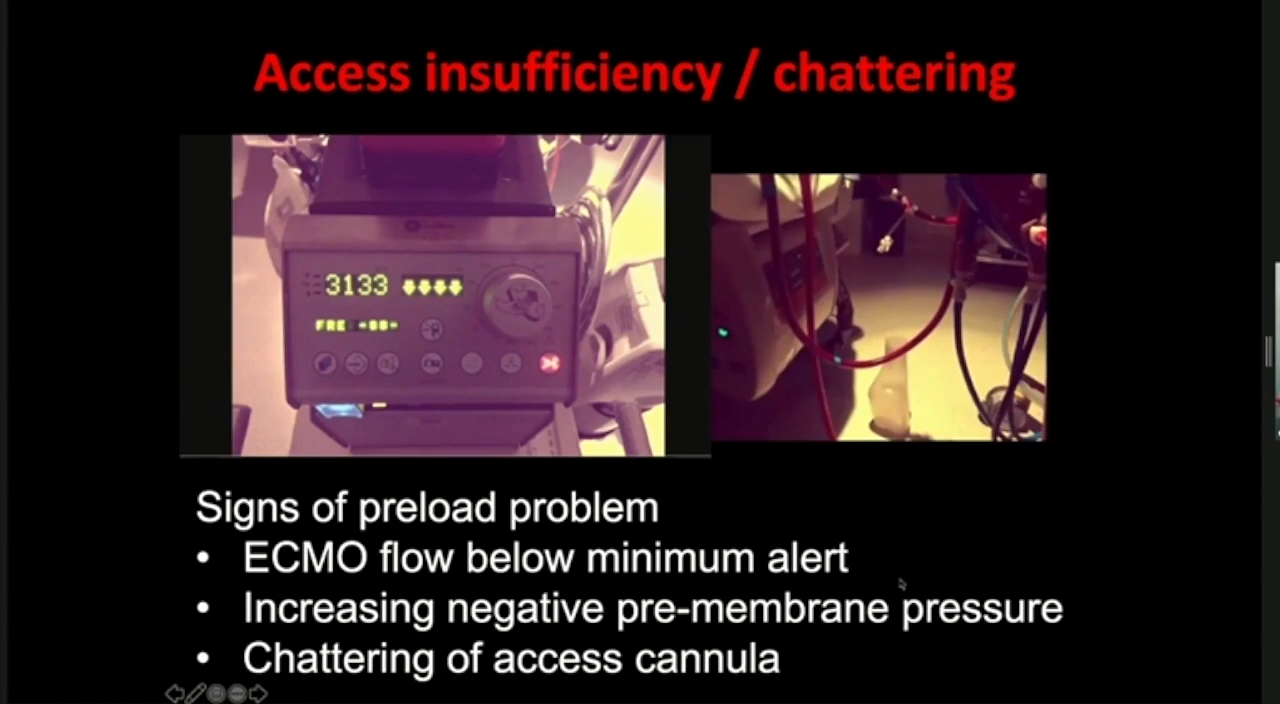 Access insufficiency / chattering
3133
FRE -88-
Signs of preload problem
• ECMO flow below minimum alert
• Increasing negative pre-membrane pressure
• Chattering of access cannula